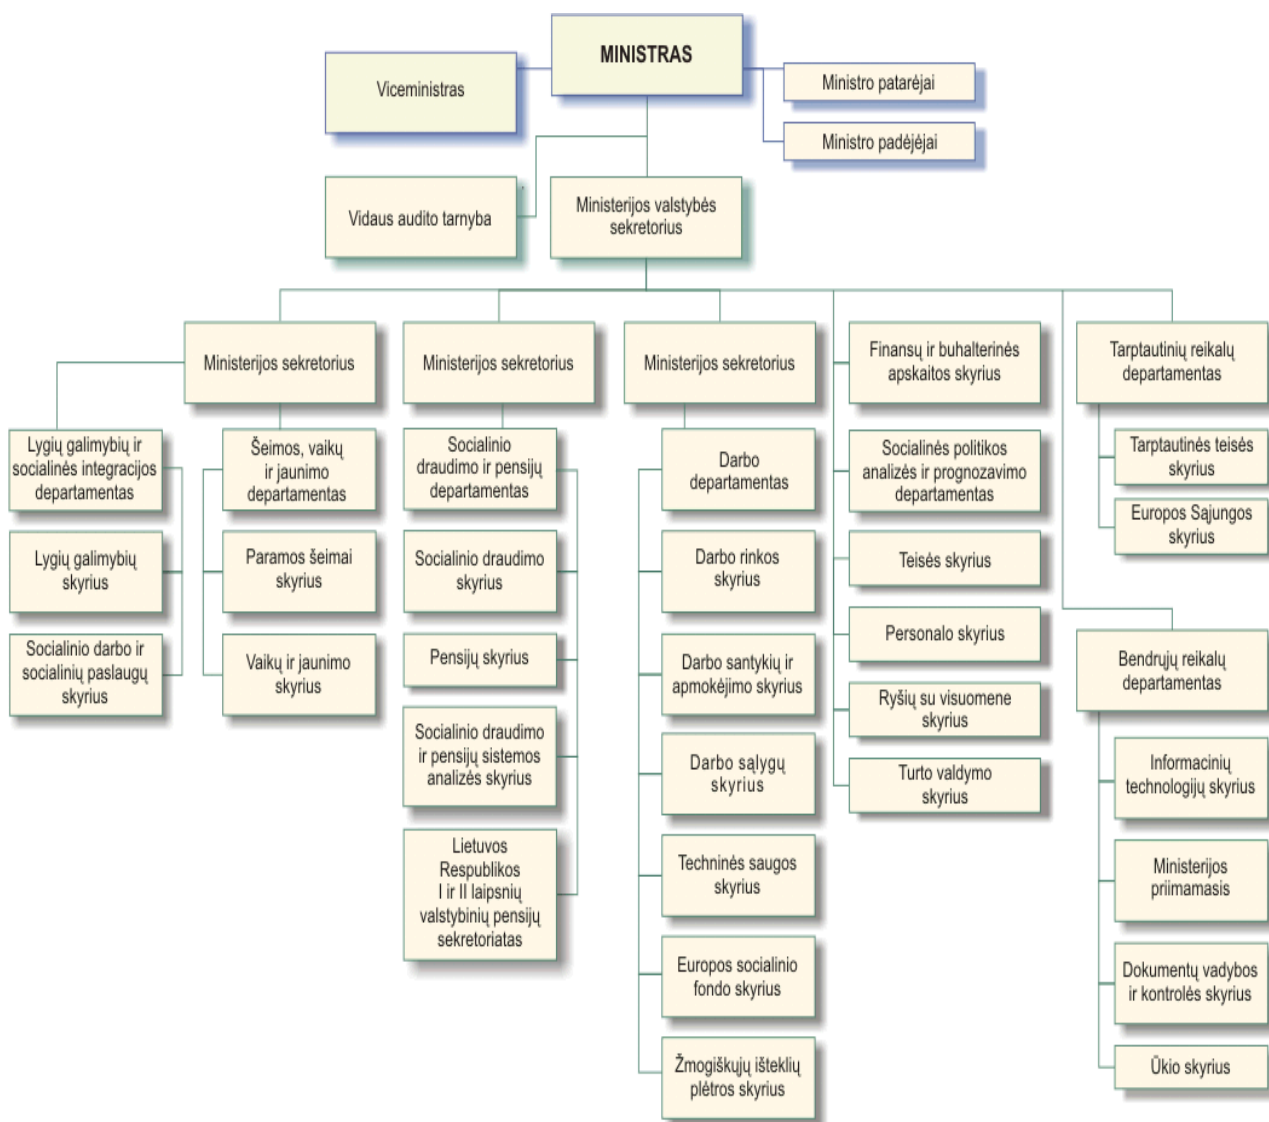 MINISTRAS
Viceministras
Ministro patarėjai
Ministro padėjėjai
Vidaus audito tarnyba
Ministerijos valstybės
sekretorius
Ministerijos sekretorius
Ministerijos sekretorius
Ministerijos sekretorius
Finansų ir buhalterinės
apskaitos skyrius
Tarptautinių reikalų
departamentas
Lygių galimybių ir
socialinės integracijos
departamentas
Lygių galimybių
skyrius
Socialinio darbo ir
socialinių paslaugų
skyrius
Šeimos, vaikų
ir jaunimo
departamentas
Paramos šeimai
skyrius
Vaikų ir jaunimo
skyrius
Socialinio
draudimo ir pensijų
departamentas
Socialinio draudimo
skyrius
Pensijų skyrius
Socialinio draudimo
ir pensijų sistemos
analizės skyrius
Lietuvos
Respublikos
I ir II laipsnių
valstybinių pensijų
sekretoriatas
Darbo
departamentas
Darbo rinkos
skyrius
Darbo santykių ir
apmokėjimo skyrius
Darbo sąlygų
skyrius
Techninės saugos
skyrius
Europos socialinio
fondo skyrius
Žmogiškųjų išteklių
plėtros skyrius
Socialinės politikos
analizės ir prognozavimo
departamentas
Teisės skyrius
Personalo skyrius
Ryšių su visuomene
skyrius
Turto valdymo
skyrius
Tarptautinės teisės
skyrius
Europos Sąjungos
skyrius
Bendrųjų reikalų
departamentas
Informacinių
technologijų skyrius
Ministerijos
priimamasis
Dokumentų vadybos
ir kontrolės skyrius
Ūkio skyrius